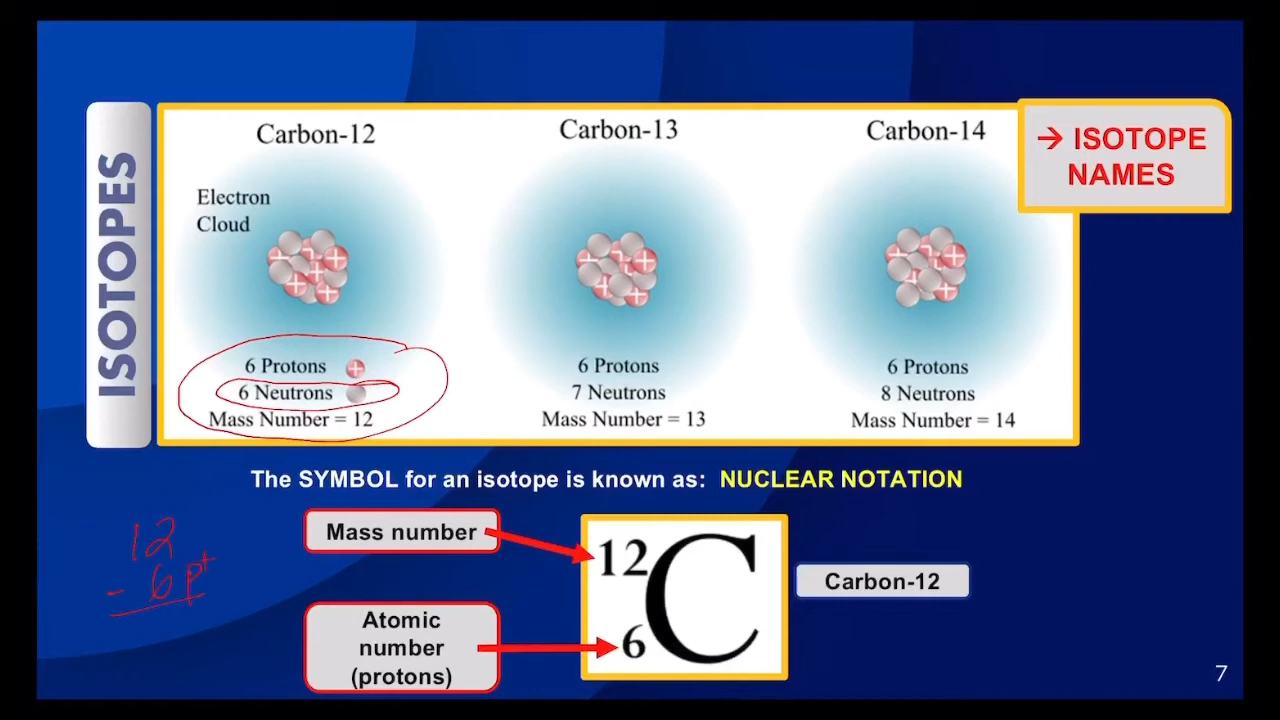 ISOTOPES
Carbon-12
Carbon-13
Carbon-14
→ ISOTOPE
NAMES
Electron
Cloud
6 Protons
6 Neutrons
Mass Number = 12
6 Protons
7 Neutrons
Mass Number = 13
6 Protons
8 Neutrons
Mass Number = 14
The SYMBOL for an isotope is known as: NUCLEAR NOTATION
12
- 6 p+
Mass number
Atomic
number
(protons)
12
6
C
Carbon-12
7